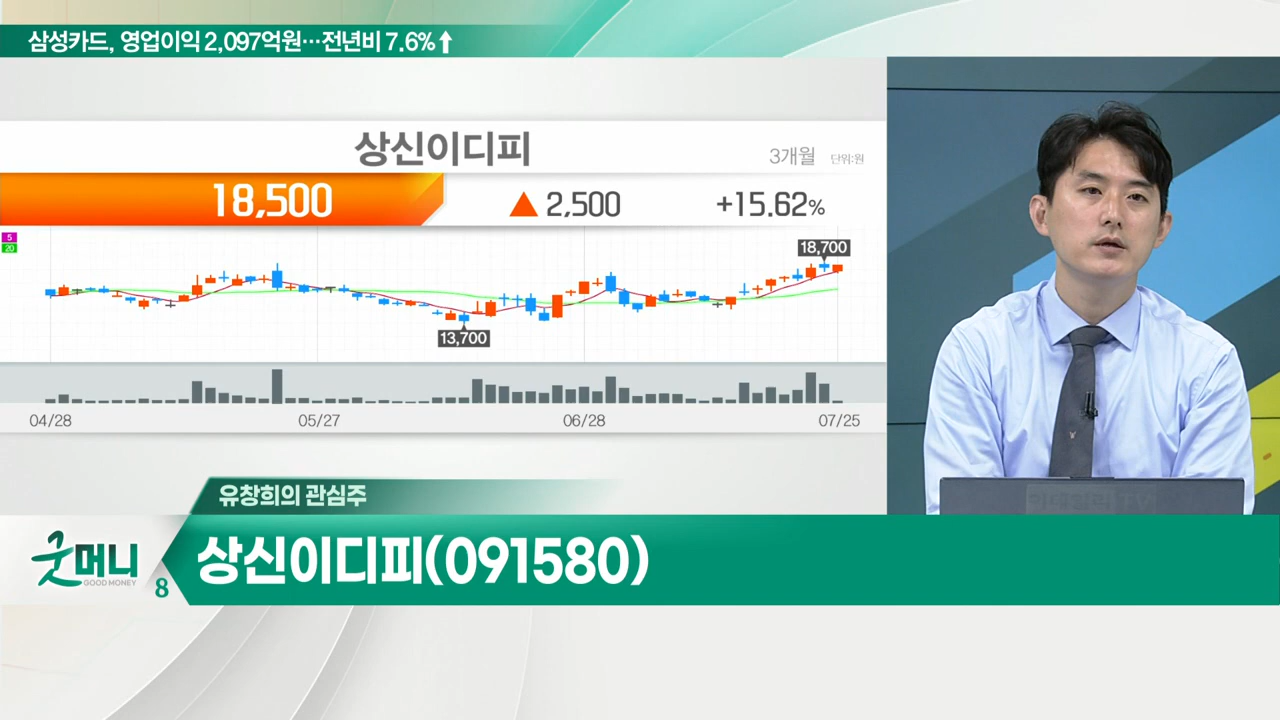 삼성카드, 영업이익 2,097억원…전년비 7.6%↑
상신이디피
3개월 단위:원
18,500 ▲ 2,500 +15.62%
5
20
18,700
13,700
04/28 05/27 06/28 07/25
유창희의 관심주
굿머니 GOOD MONEY 8
상신이디피(091580)